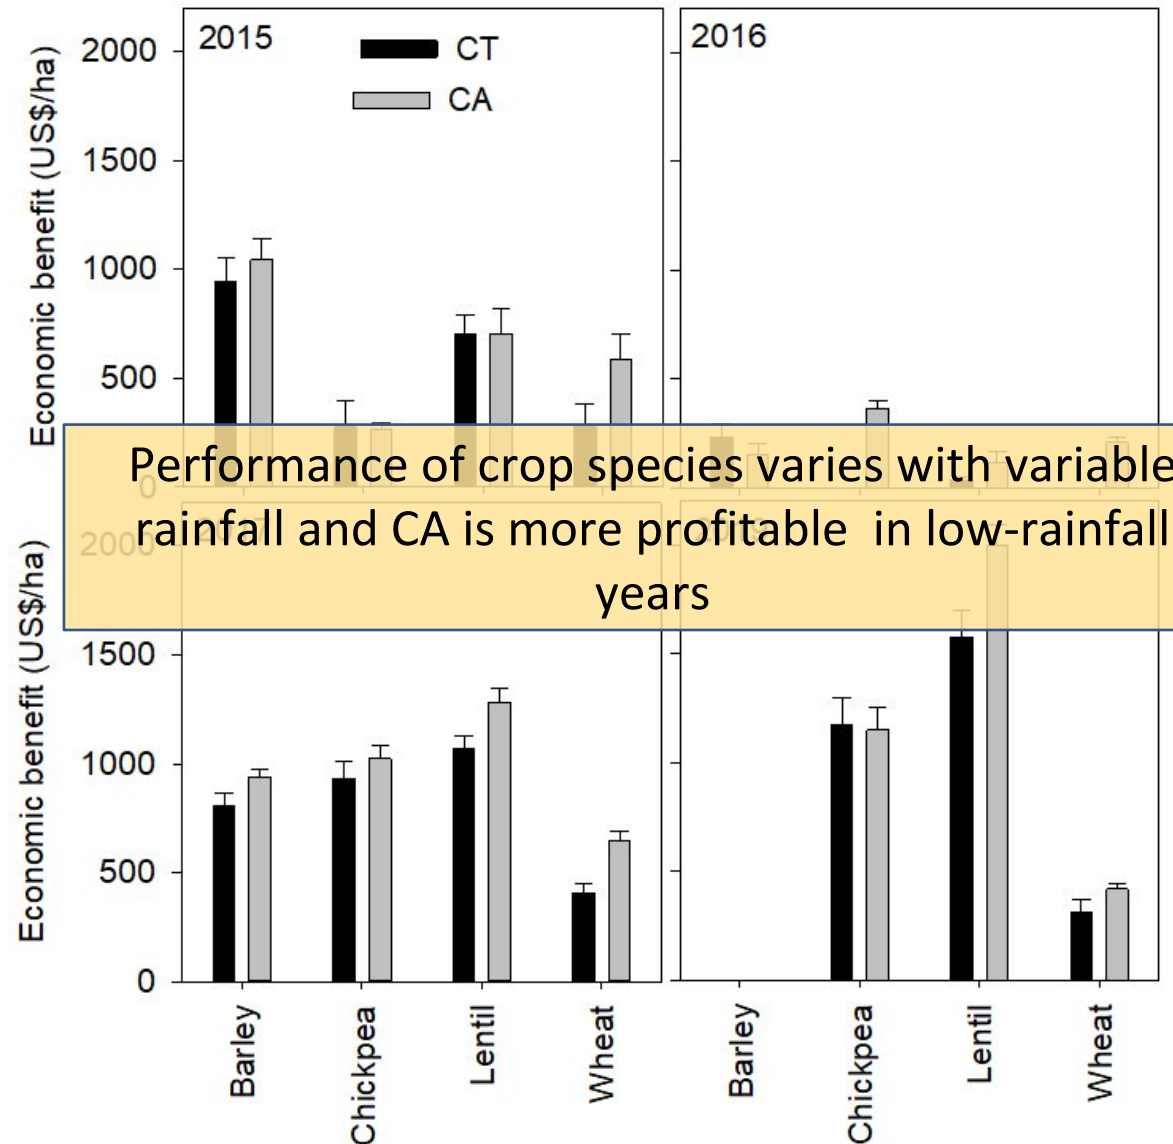 2015
CT
CA
2016
Economic benefit (US$/ha)
2000
1500
1000
500
0
Performance of crop species varies with variable
rainfall and CA is more profitable in low-rainfall
years
Economic benefit (US$/ha)
2000
1500
1000
500
0
Barley
Chickpea
Lentil
Wheat
Barley
Chickpea
Lentil
Wheat